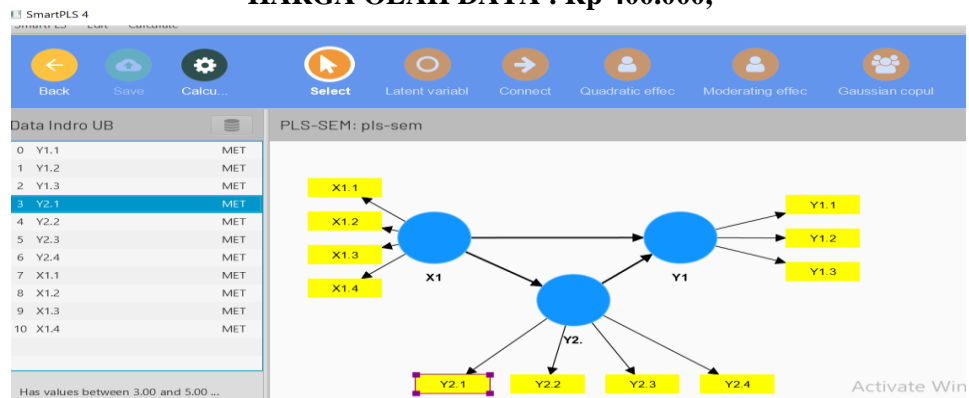 HARGA OLAH DATA : Rp 400.000,
SmartPLS 4
SmartPLS Edit Calculate
Back Save Calcu... Select Latent variabl Connect Quadratic effec Moderating effec Gaussian copul
Data Indro UB
PLS-SEM: pls-sem
0 Y1.1 MET
1 Y1.2 MET
2 Y1.3 MET
3 Y2.1 MET
4 Y2.2 MET
5 Y2.3 MET
6 Y2.4 MET
7 X1.1 MET
8 X1.2 MET
9 X1.3 MET
10 X1.4 MET
Has values between 3.00 and 5.00 ...
X1.1
X1.2
X1.3
X1.4
X1
Y1.1
Y1.2
Y1.3
Y1
Y2.
Y2.1 Y2.2 Y2.3 Y2.4
Activate Win